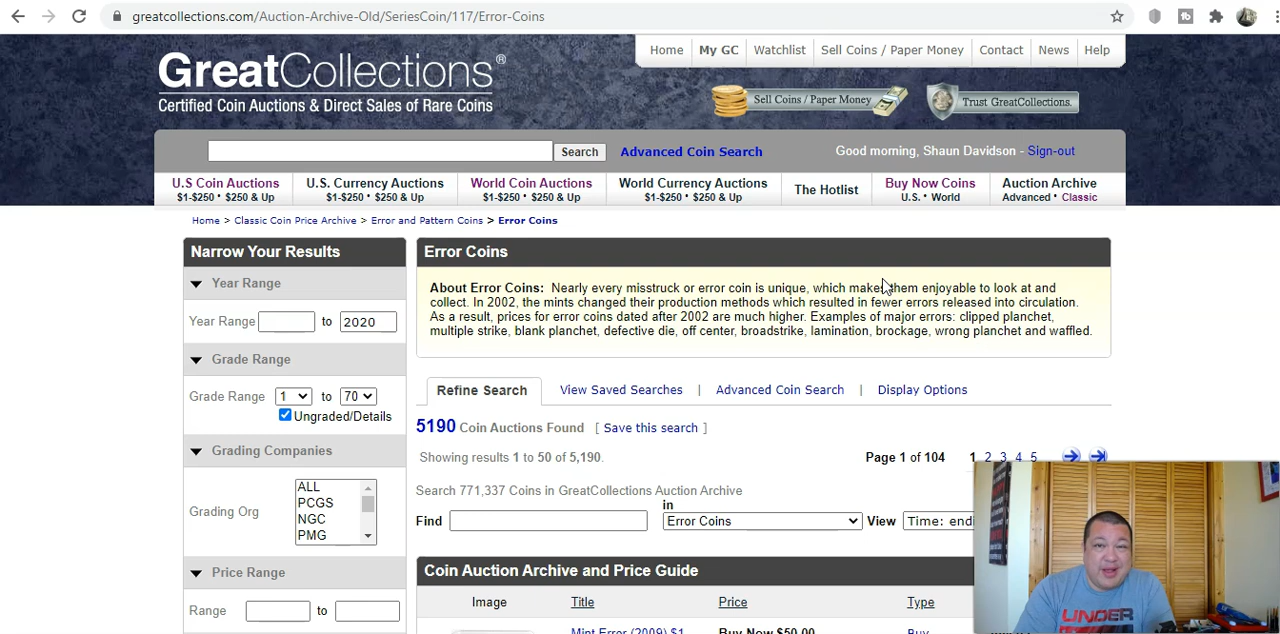 greatcollections.com/Auction-Archive-Old/SeriesCoin/117/Error-Coins
Home My GC Watchlist Sell Coins / Paper Money Contact News Help
GreatCollections®
Certified Coin Auctions & Direct Sales of Rare Coins
Sell Coins / Paper Money
Trust GreatCollections.
Search Advanced Coin Search Good morning, Shaun Davidson - Sign-out
U.S Coin Auctions U.S. Currency Auctions World Coin Auctions World Currency Auctions The Hotlist Buy Now Coins Auction Archive
$1-$250 • $250 & Up $1-$250 • $250 & Up $1-$250 • $250 & Up $1-$250 • $250 & Up U.S. • World Advanced • Classic
Home > Classic Coin Price Archive > Error and Pattern Coins > Error Coins
Narrow Your Results
Year Range
Year Range to 2020
Grade Range
Grade Range 1 to 70
Ungraded/Details
Grading Companies
Grading Org
ALL
PCGS
NGC
PMG
Price Range
Range to
Error Coins
About Error Coins: Nearly every misstruck or error coin is unique, which makes them enjoyable to look at and
collect. In 2002, the mints changed their production methods which resulted in fewer errors released into circulation.
As a result, prices for error coins dated after 2002 are much higher. Examples of major errors: clipped planchet,
multiple strike, blank planchet, defective die, off center, broadstrike, lamination, brockage, wrong planchet and waffled.
Refine Search View Saved Searches | Advanced Coin Search | Display Options
5190 Coin Auctions Found [ Save this search ]
Showing results 1 to 50 of 5,190. Page 1 of 104 1 2 3 4 5
Search 771,337 Coins in GreatCollections Auction Archive
in
Find Error Coins View Time: endi
Coin Auction Archive and Price Guide
Image Title Price Type
Mint Error (2009) $1 Buy Now $50.00 Buy
UNDER